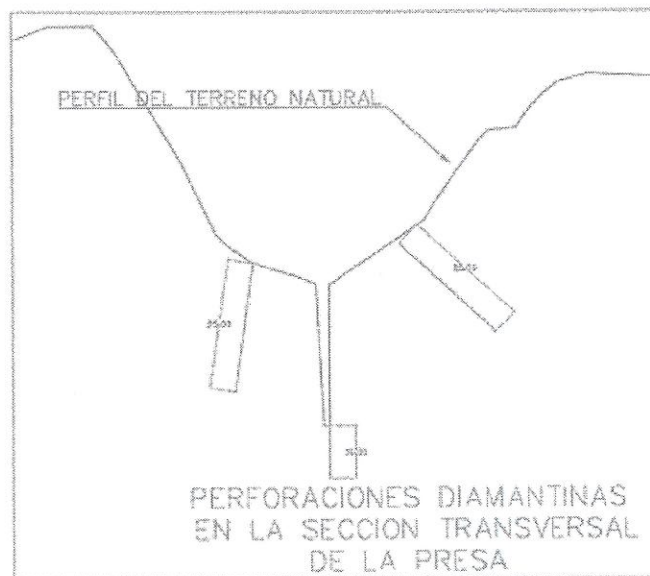 PERFIL DEL TERRENO NATURAL
PERFORACIONES DIAMANTINAS
EN LA SECCION TRANSVERSAL
DE LA PRESA